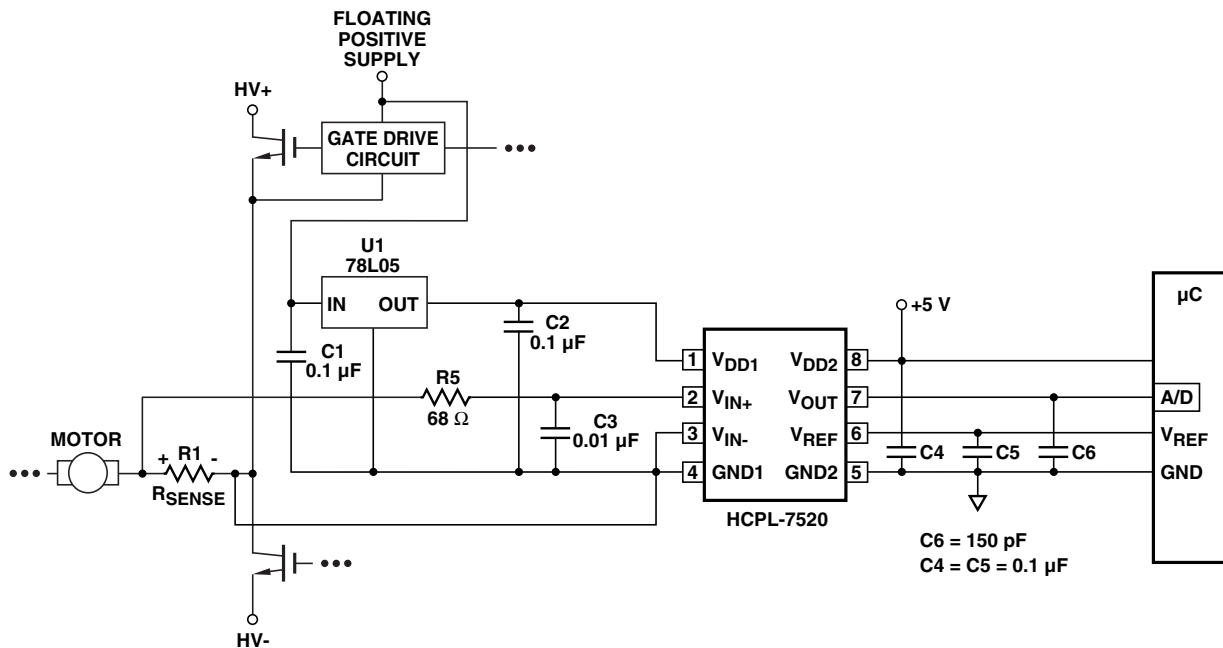 FLOATING
POSITIVE
SUPPLY
HV+
GATE DRIVE
CIRCUIT
U1
78L05
IN OUT
C1
0.1 µF
C2
0.1 µF
R5
68 Ω
C3
0.01 µF
MOTOR
+ R1 -
RSENSE
HV-
1 VDD1 VDD2 8
2 VIN+ VOUT 7
3 VIN- VREF 6
4 GND1 GND2 5
HCPL-7520
+5 V
C4
C5
C6
C6 = 150 pF
C4 = C5 = 0.1 µF
µC
A/D
VREF
GND